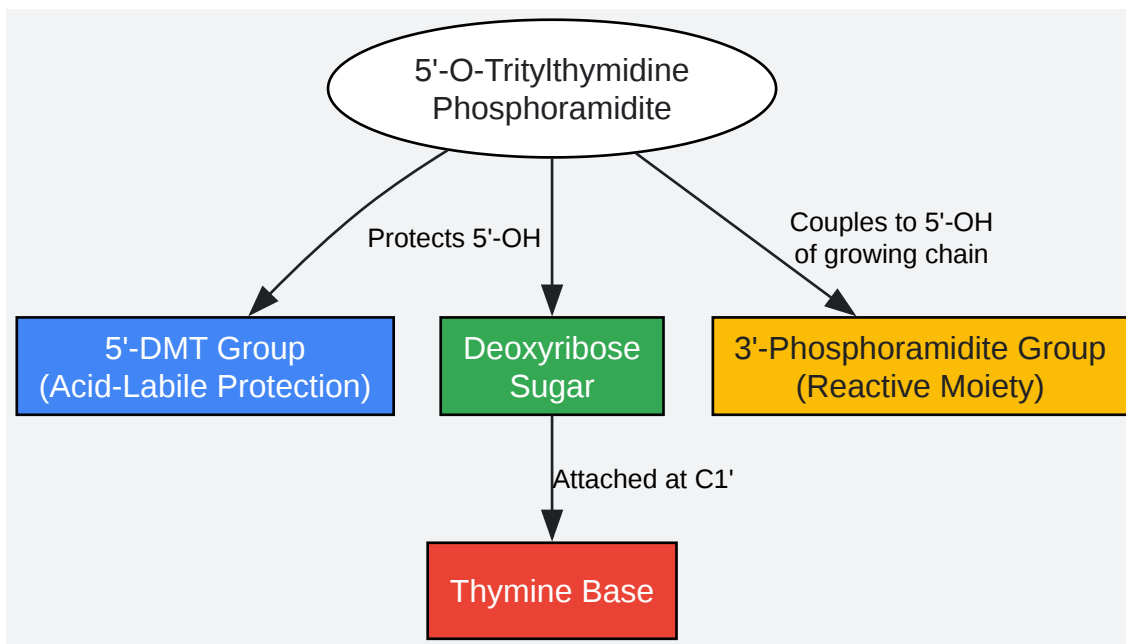 5'-O-Tritylthymidine
Phosphoramidite
Protects 5'-OH
Couples to 5'-OH
of growing chain
5'-DMT Group
(Acid-Labile Protection)
Deoxyribose
Sugar
3'-Phosphoramidite Group
(Reactive Moiety)
Attached at C1'
Thymine Base